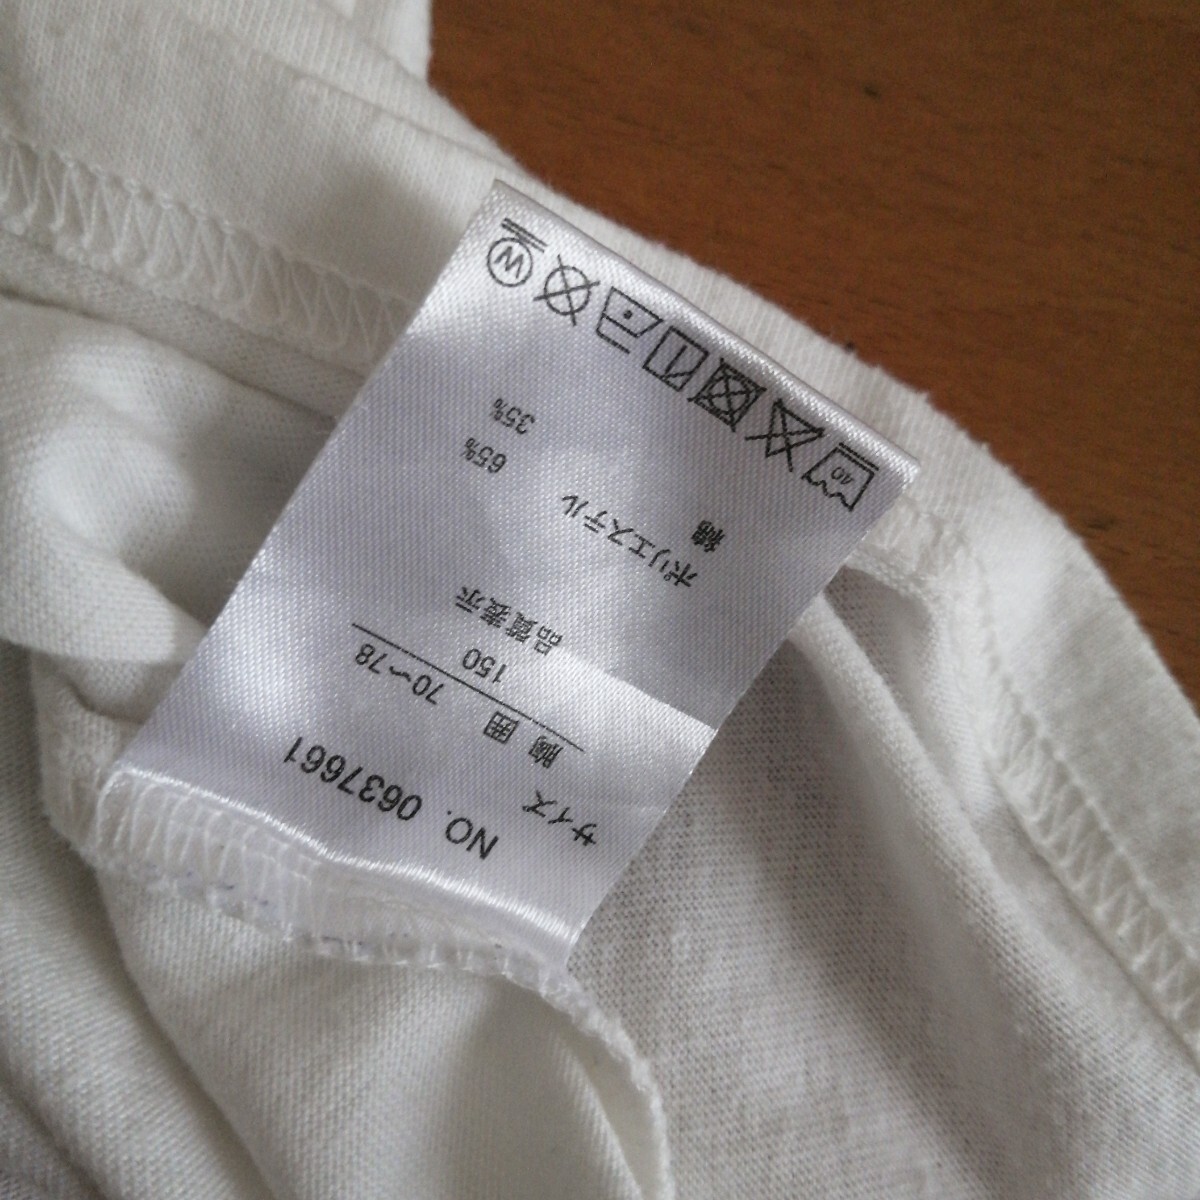 NO. 0637661
サイズ
胸囲 70～78
150
品質表示
ポリエステル 65%
綿 35%
40
W